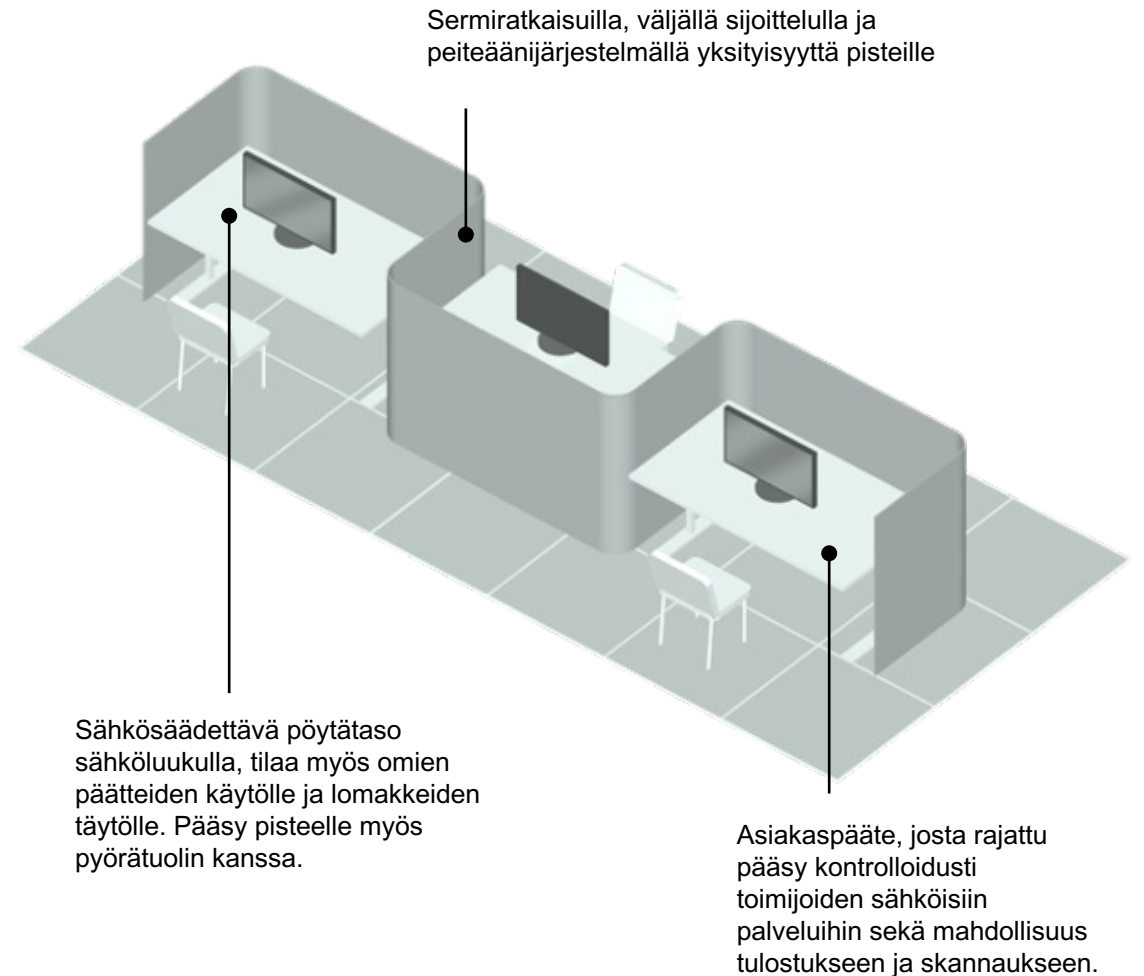 Sermiratkaisuilla, väljällä sijoittelulla ja
peiteäänijärjestelmällä yksityisyyttä pisteille
Sähkösäädettävä pöytätaso
sähköluukulla, tilaa myös omien
päätteiden käytölle ja lomakkeiden
täytölle. Pääsy pisteelle myös
pyörätuolin kanssa.
Asiakaspääte, josta rajattu
pääsy kontrolloidusti
toimijoiden sähköisiin
palveluihin sekä mahdollisuus
tulostukseen ja skannaukseen.